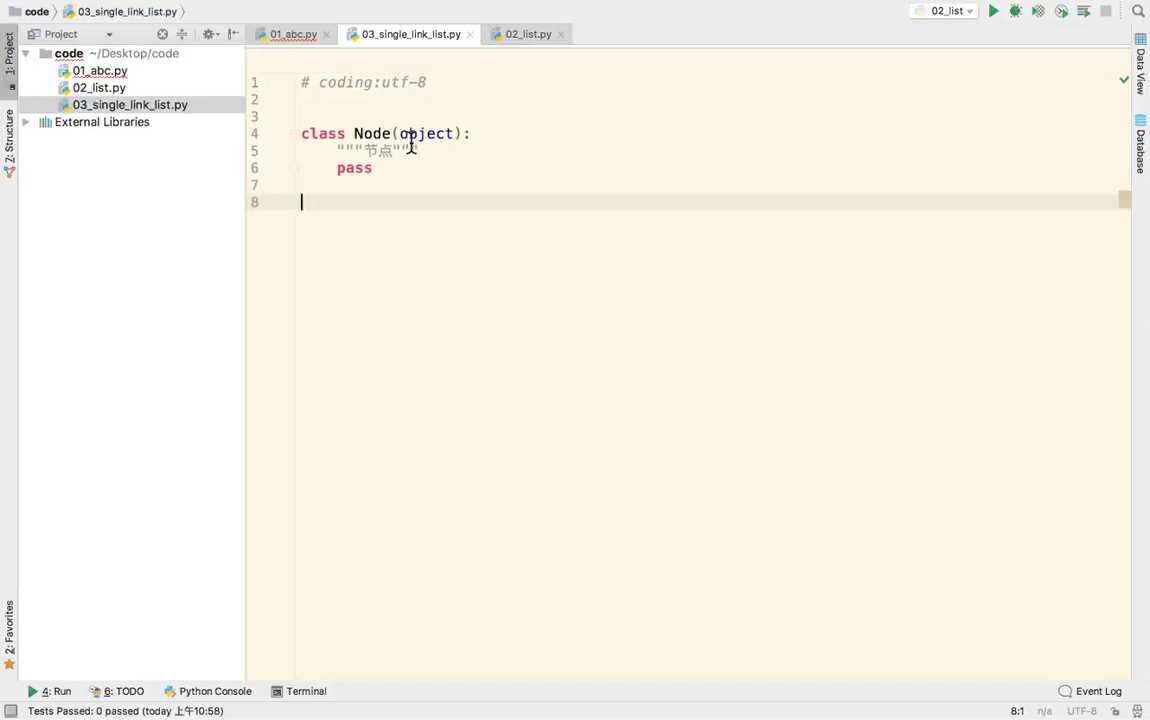 code 03_single_link_list.py 02_list
1: Project Project 01_abc.py 03_single_link_list.py 02_list.py
code ~/Desktop/code
01_abc.py
02_list.py
03_single_link_list.py
External Libraries
7: Structure
2: Favorites
1 # coding:utf-8
2
3
4 class Node(object):
5 """节点"""
6 pass
7
8
Data View
Database
4: Run 6: TODO Python Console Terminal Event Log
Tests Passed: 0 passed (today 上午10:58) 8:1 n/a UTF-8